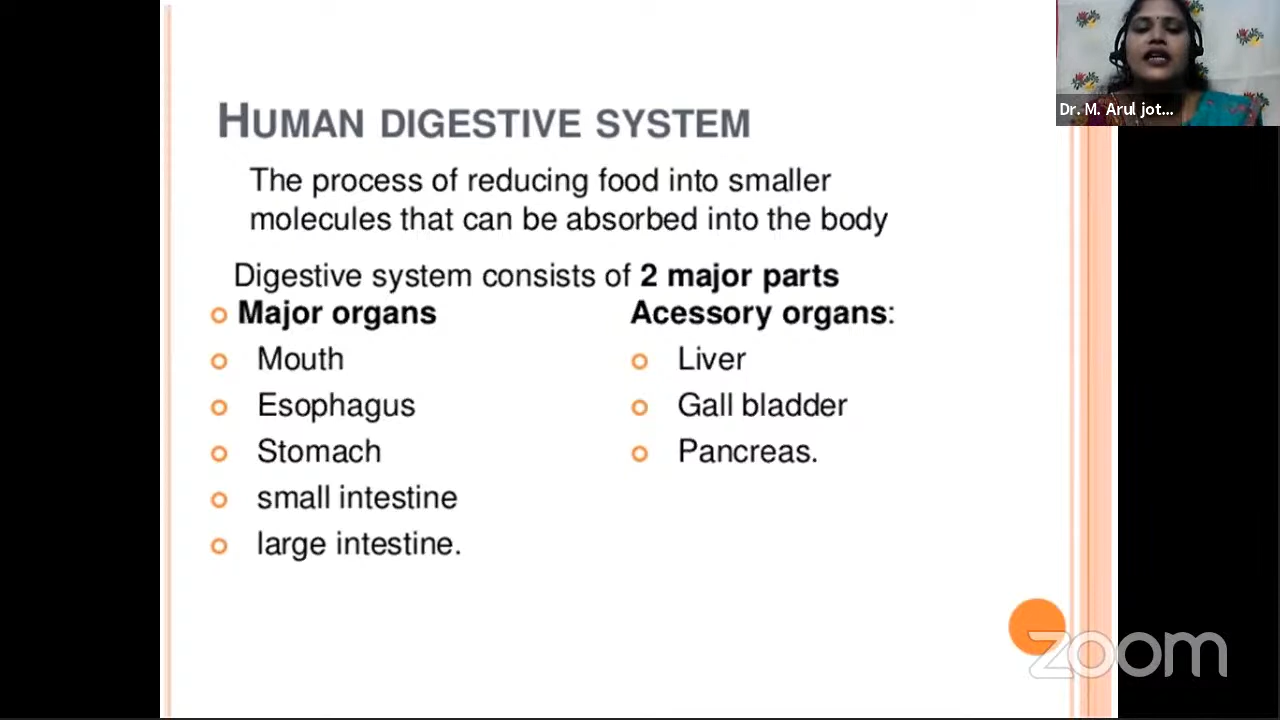 HUMAN DIGESTIVE SYSTEM
The process of reducing food into smaller
molecules that can be absorbed into the body
Digestive system consists of 2 major parts
Major organs
Mouth
Esophagus
Stomach
small intestine
large intestine.
Acessory organs:
Liver
Gall bladder
Pancreas.
Dr. M. Arul jot...
zoom